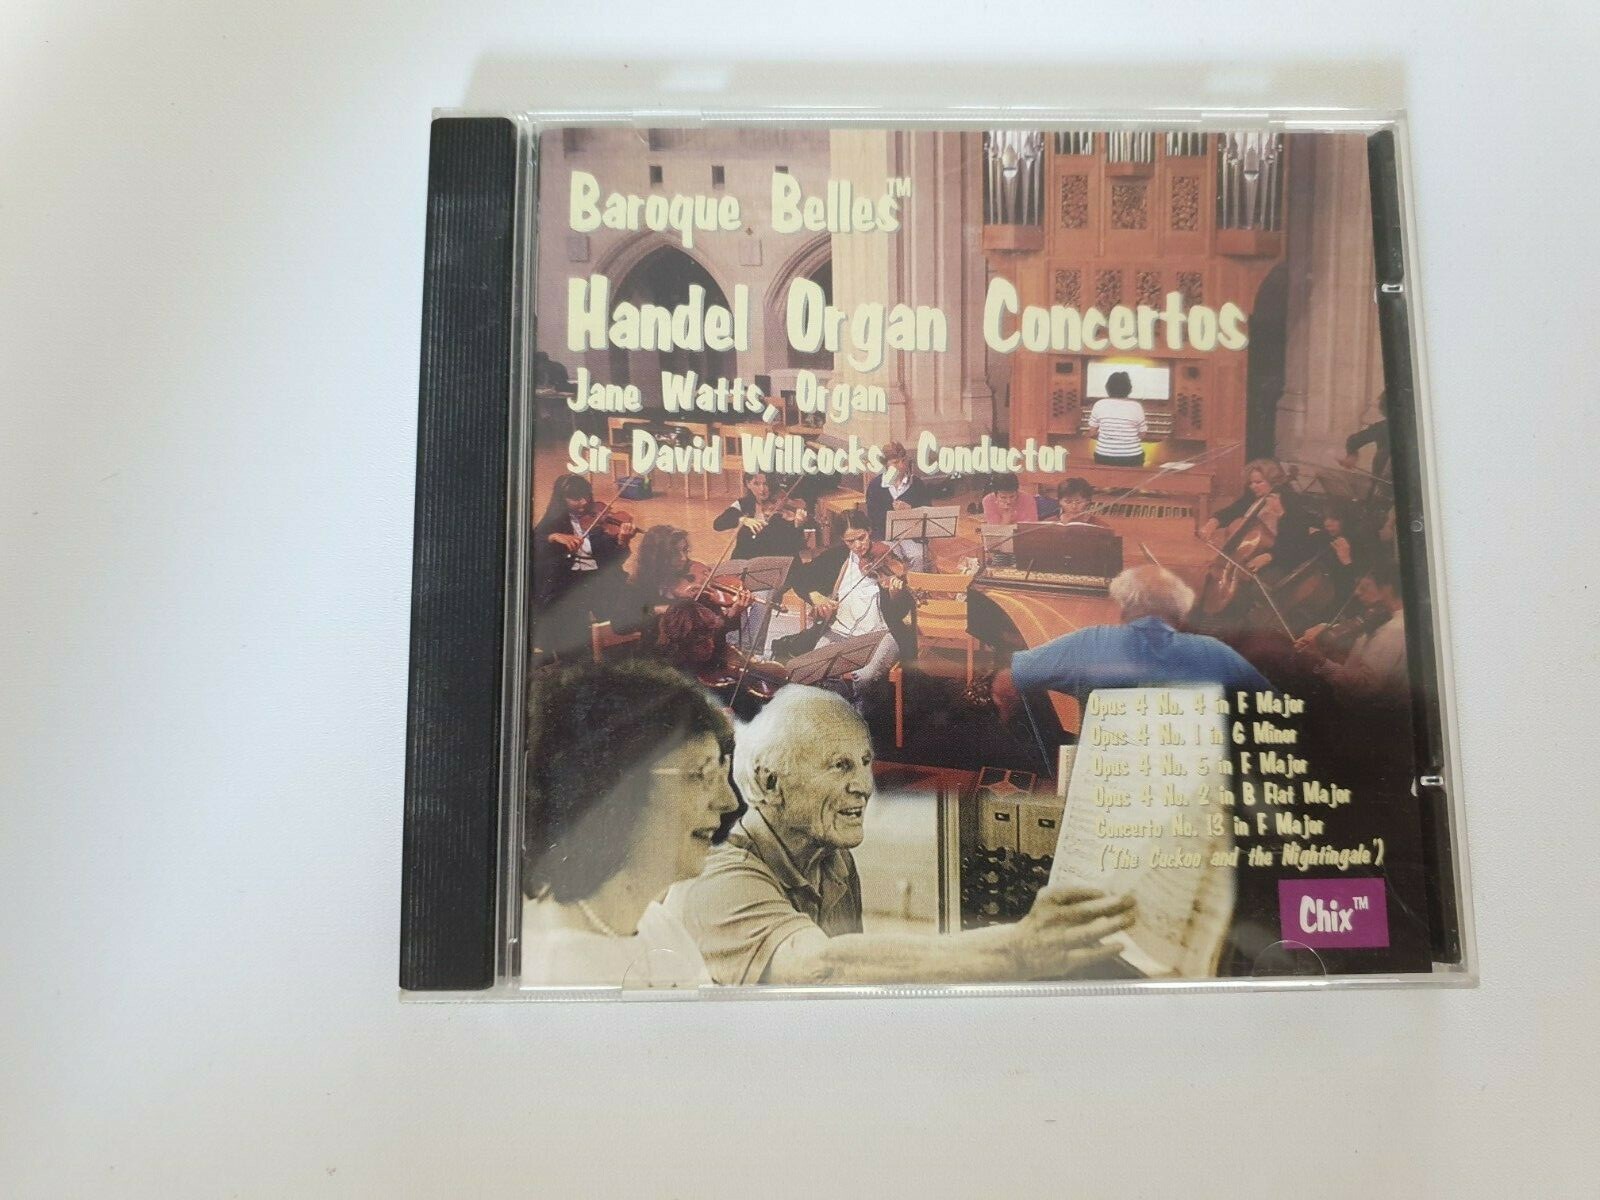 Baroque Belles™
Handel Organ Concertos
Jane Watts, Organ
Sir David Willcocks, Conductor
Opus 4 No. 4 in F Major
Opus 4 No. 1 in G Minor
Opus 4 No. 5 in F Major
Opus 4 No. 2 in B Flat Major
Concerto No. 13 in F Major
('The Cuckoo and the Nightingale')
Chix™